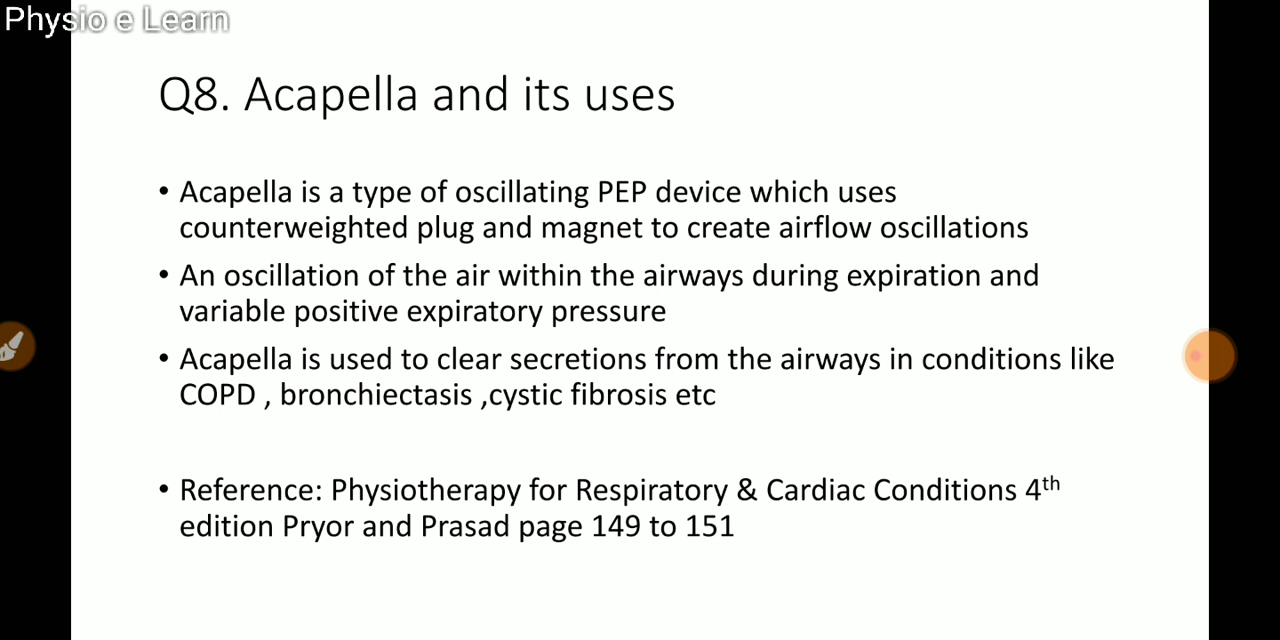 Physio e Learn
Q8. Acapella and its uses
• Acapella is a type of oscillating PEP device which uses
counterweighted plug and magnet to create airflow oscillations
• An oscillation of the air within the airways during expiration and
variable positive expiratory pressure
• Acapella is used to clear secretions from the airways in conditions like
COPD , bronchiectasis ,cystic fibrosis etc
• Reference: Physiotherapy for Respiratory & Cardiac Conditions 4th
edition Pryor and Prasad page 149 to 151